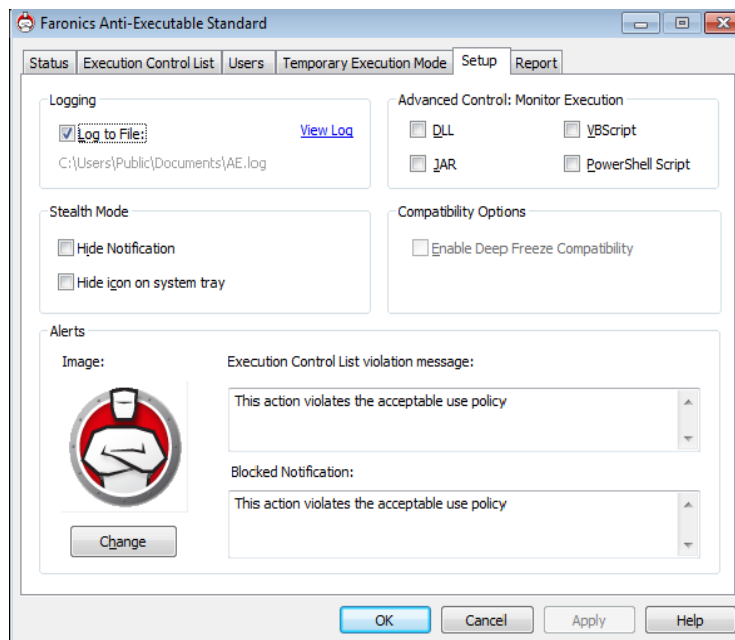 Faronics Anti-Executable Standard
Status Execution Control List Users Temporary Execution Mode Setup Report
Logging
Log to File: View Log
C:\Users\Public\Documents\AE.log
Advanced Control: Monitor Execution
DLL VBScript
JAR PowerShell Script
Stealth Mode
Hide Notification
Hide icon on system tray
Compatibility Options
Enable Deep Freeze Compatibility
Alerts
Image:
Change
Execution Control List violation message:
This action violates the acceptable use policy
Blocked Notification:
This action violates the acceptable use policy
OK Cancel Apply Help